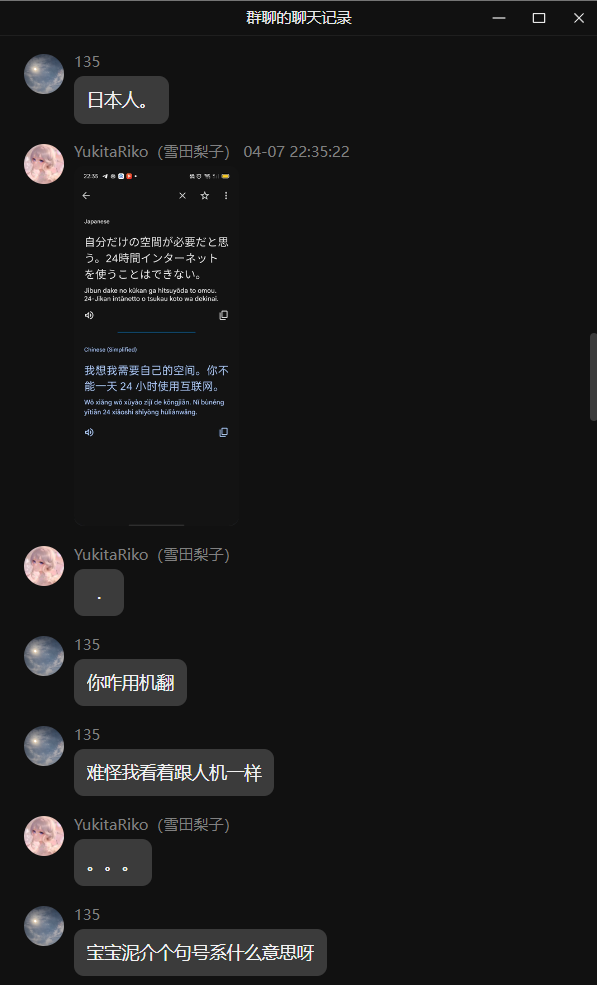 群聊的聊天记录
135
日本人。
YukitaRiko（雪田梨子） 04-07 22:35:22
22:35
Japanese
自分だけの空間が必要だと思
う。24時間インターネット
を使うことはできない。
Jibun dake no kūkan ga hitsuyōda to omou.
24-Jikan intānetto o tsukau koto wa dekinai.
Chinese (Simplified)
我想我需要自己的空间。你不
能一天 24 小时使用互联网。
Wǒ xiǎng wǒ xūyào zìjǐ de kōngjiān. Nǐ bùnéng
yītiān 24 xiǎoshí shǐyòng hùliánwǎng.
YukitaRiko（雪田梨子）
.
135
你咋用机翻
135
难怪我看着跟人机一样
YukitaRiko（雪田梨子）
。。。
135
宝宝泥介个句号系什么意思呀